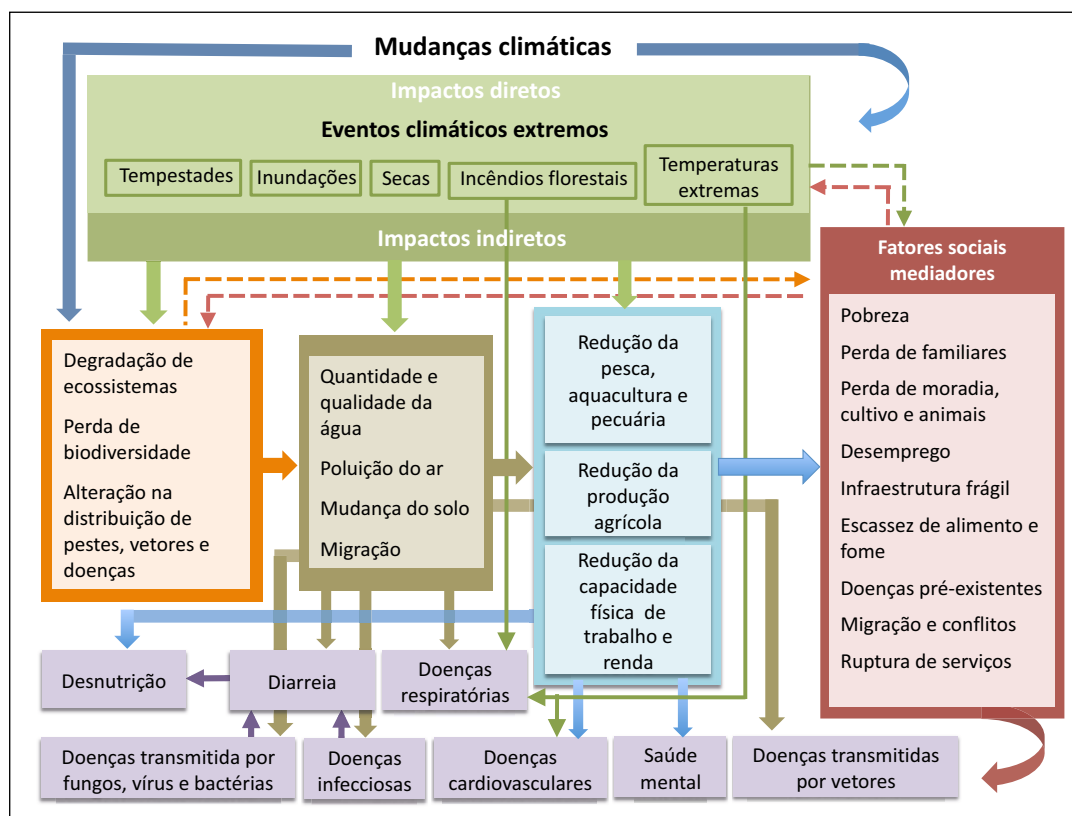 Mudanças climáticas
Impactos diretos
Eventos climáticos extremos
Tempestades
Inundações
Secas
Incêndios florestais
Temperaturas
extremas
Impactos indiretos
Fatores sociais
mediadores
Pobreza
Perda de familiares
Perda de moradia,
cultivo e animais
Desemprego
Infraestrutura frágil
Escassez de alimento e
fome
Doenças pré-existentes
Migração e conflitos
Ruptura de serviços
Degradação de
ecossistemas
Perda de
biodiversidade
Alteração na
distribuição de
pestes, vetores e
doenças
Quantidade e
qualidade da
água
Poluição do ar
Mudança do solo
Migração
Redução da
pesca,
aquacultura e
pecuária
Redução da
produção
agrícola
Redução da
capacidade
física de
trabalho e
renda
Desnutrição
Diarreia
Doenças
respiratórias
Doenças transmitida por
fungos, vírus e bactérias
Doenças
infecciosas
Doenças
cardiovasculares
Saúde
mental
Doenças transmitidas
por vetores